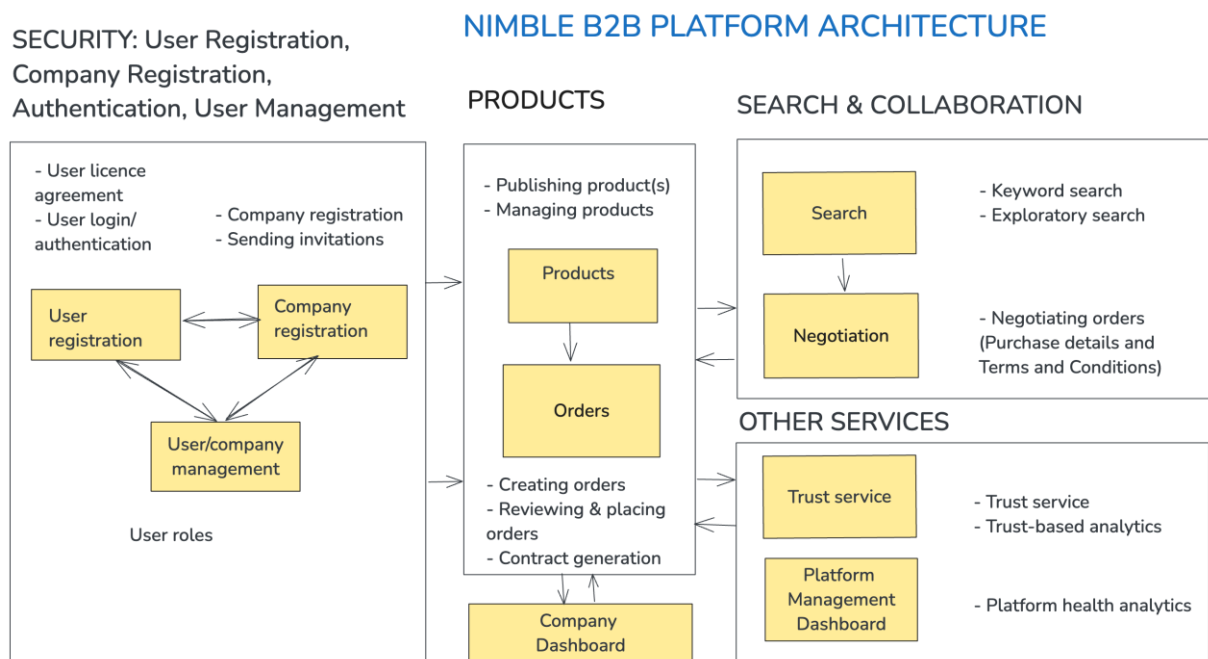 NIMBLE B2B PLATFORM ARCHITECTURE
SECURITY: User Registration,
Company Registration,
Authentication, User Management
- User licence
agreement
- User login/
authentication
- Company registration
- Sending invitations
User
registration
Company
registration
User/company
management
User roles
PRODUCTS
- Publishing product(s)
- Managing products
Products
Orders
- Creating orders
- Reviewing & placing
orders
- Contract generation
Company
Dashboard
SEARCH & COLLABORATION
Search
- Keyword search
- Exploratory search
Negotiation
- Negotiating orders
(Purchase details and
Terms and Conditions)
OTHER SERVICES
Trust service
- Trust service
- Trust-based analytics
Platform
Management
Dashboard
- Platform health analytics